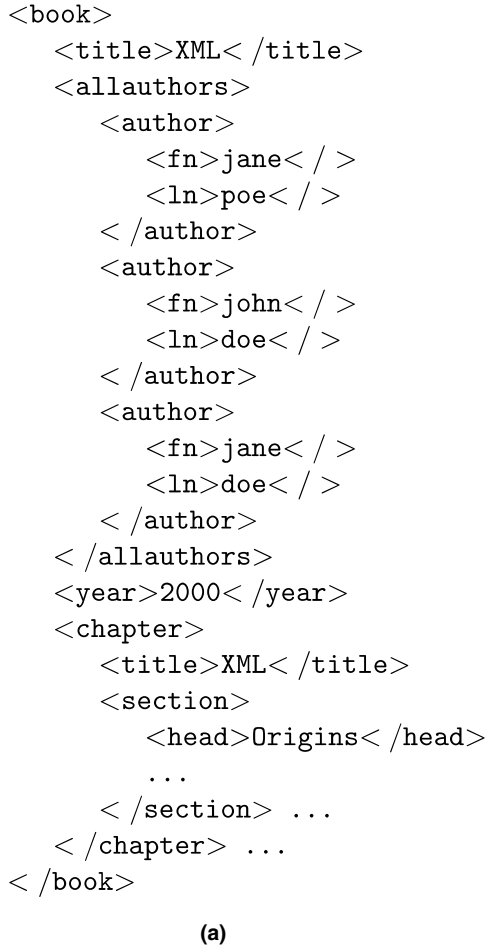 <book>
<title>XML< /title>
<allauthors>
<author>
<fn>jane< / >
<ln>poe< / >
< /author>
<author>
<fn>john< / >
<ln>doe< / >
< /author>
<author>
<fn>jane< / >
<ln>doe< / >
< /author>
< /allauthors>
<year>2000< /year>
<chapter>
<title>XML< /title>
<section>
<head>Origins< /head>
...
< /section> ...
< /chapter> ...
< /book>
(a)